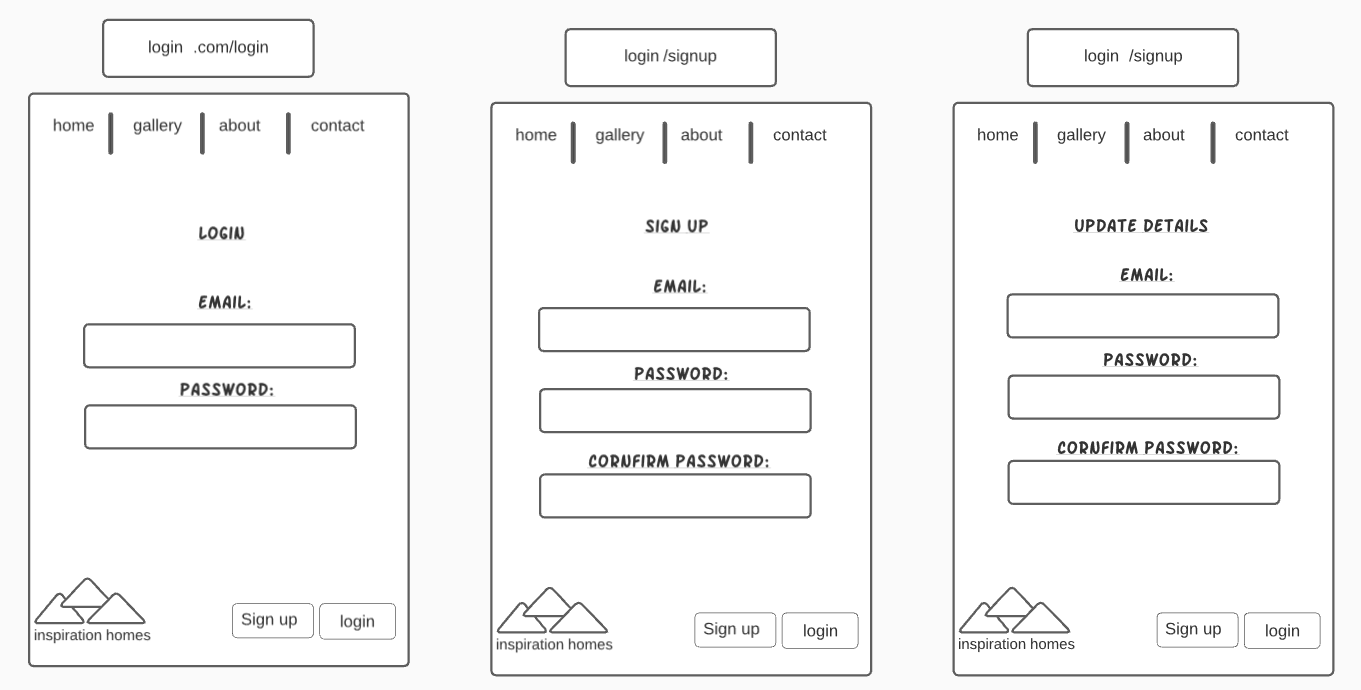 login .com/login
home gallery about contact
LOGIN
EMAIL:
PASSWORD:
inspiration homes
Sign up login
login /signup
home gallery about contact
SIGN UP
EMAIL:
PASSWORD:
CORNFIRM PASSWORD:
inspiration homes
Sign up login
login /signup
home gallery about contact
UPDATE DETAILS
EMAIL:
PASSWORD:
CORNFIRM PASSWORD:
inspiration homes
Sign up login